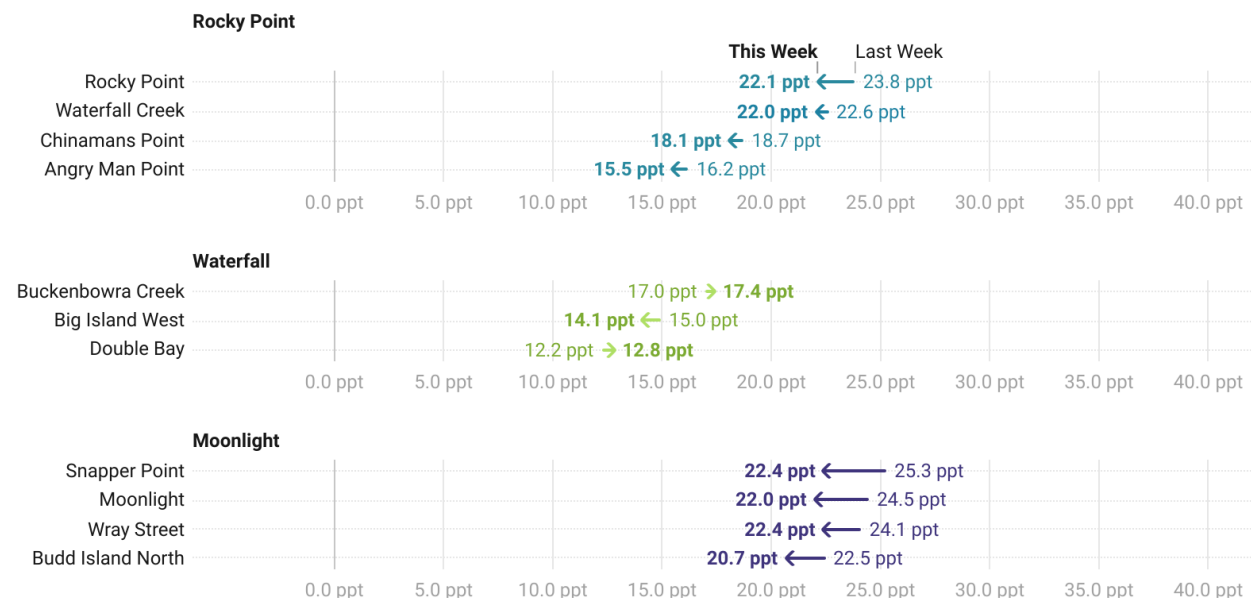 Rocky Point
This Week Last Week
Rocky Point 22.1 ppt 23.8 ppt
Waterfall Creek 22.0 ppt 22.6 ppt
Chinamans Point 18.1 ppt 18.7 ppt
Angry Man Point 15.5 ppt 16.2 ppt
0.0 ppt 5.0 ppt 10.0 ppt 15.0 ppt 20.0 ppt 25.0 ppt 30.0 ppt 35.0 ppt 40.0 ppt
Waterfall
Buckenbowra Creek 17.0 ppt 17.4 ppt
Big Island West 14.1 ppt 15.0 ppt
Double Bay 12.2 ppt 12.8 ppt
0.0 ppt 5.0 ppt 10.0 ppt 15.0 ppt 20.0 ppt 25.0 ppt 30.0 ppt 35.0 ppt 40.0 ppt
Moonlight
Snapper Point 22.4 ppt 25.3 ppt
Moonlight 22.0 ppt 24.5 ppt
Wray Street 22.4 ppt 24.1 ppt
Budd Island North 20.7 ppt 22.5 ppt
0.0 ppt 5.0 ppt 10.0 ppt 15.0 ppt 20.0 ppt 25.0 ppt 30.0 ppt 35.0 ppt 40.0 ppt